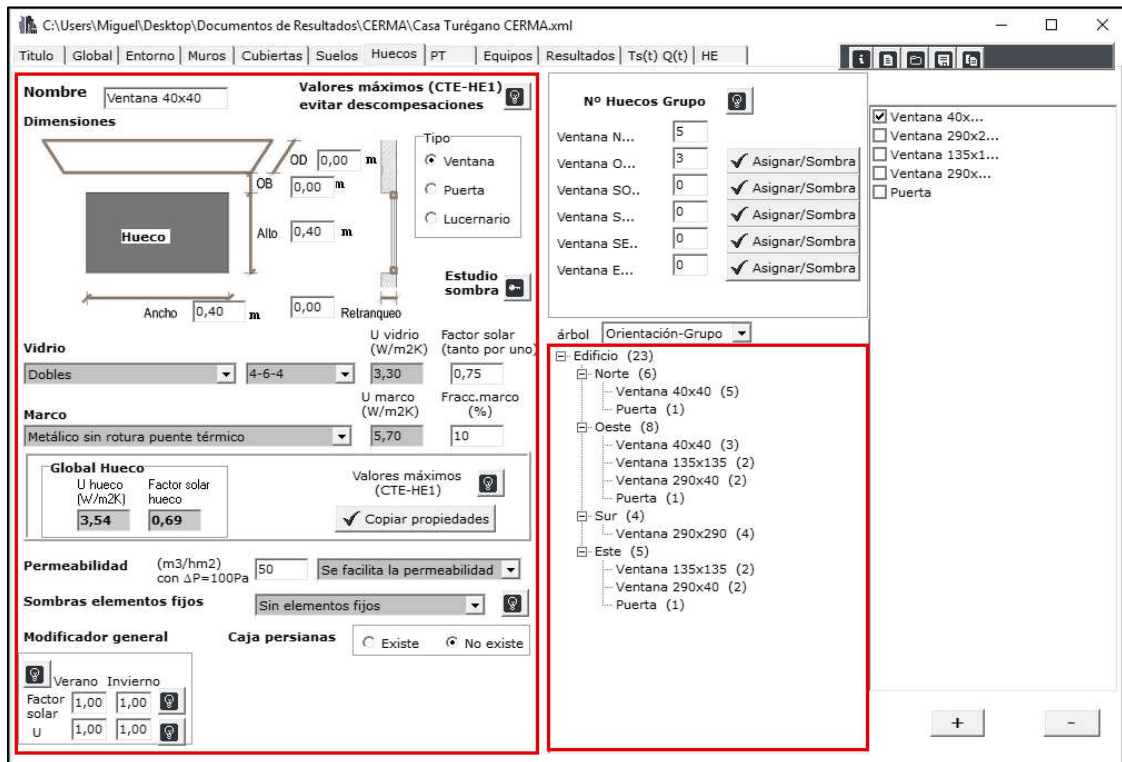 C:\Users\Miguel\Desktop\Documentos de Resultados\CERMA\Casa Turégano CERMA.xml
Titulo Global Entorno Muros Cubiertas Suelos Huecos PT Equipos Resultados Ts(t) Q(t) HE
Nombre Ventana 40x40
Valores máximos (CTE-HE1)
evitar descompesaciones
Dimensiones
OD 0,00 m
OB 0,00 m
Hueco
Alto 0,40 m
Ancho 0,40 m
0,00 Retranqueo
Tipo
Ventana
Puerta
Lucernario
Estudio
sombra
Vidrio
U vidrio
(W/m2K)
Factor solar
(tanto por uno)
Dobles 4-6-4 3,30 0,75
Marco
U marco
(W/m2K)
Fracc.marco
(%)
Metálico sin rotura puente térmico 5,70 10
Global Hueco
U hueco
(W/m2K)
Factor solar
hueco
3,54 0,69
Valores máximos
(CTE-HE1)
Copiar propiedades
Permeabilidad (m3/hm2)
con ΔP=100Pa
50 Se facilita la permeabilidad
Sombras elementos fijos Sin elementos fijos
Modificador general
Caja persianas Existe No existe
Verano Invierno
Factor
solar
1,00 1,00
U 1,00 1,00
Nº Huecos Grupo
Ventana N... 5
Ventana O... 3 Asignar/Sombra
Ventana SO.. 0 Asignar/Sombra
Ventana S... 0 Asignar/Sombra
Ventana SE.. 0 Asignar/Sombra
Ventana E... 0 Asignar/Sombra
árbol Orientación-Grupo
Edificio (23)
Norte (6)
Ventana 40x40 (5)
Puerta (1)
Oeste (8)
Ventana 40x40 (3)
Ventana 135x135 (2)
Ventana 290x40 (2)
Puerta (1)
Sur (4)
Ventana 290x290 (4)
Este (5)
Ventana 135x135 (2)
Ventana 290x40 (2)
Puerta (1)
Ventana 40x...
Ventana 290x2...
Ventana 135x1...
Ventana 290x...
Puerta
+ -